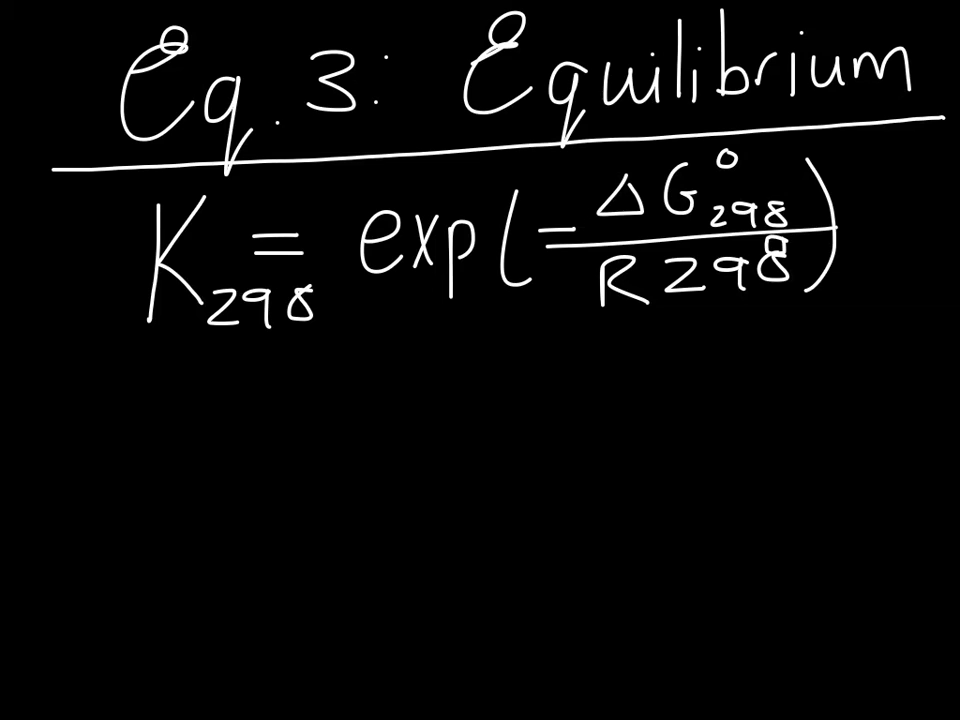 Eq. 3: Equilibrium
K₂₉₈ = exp(-ΔG°₂₉₈/R298)